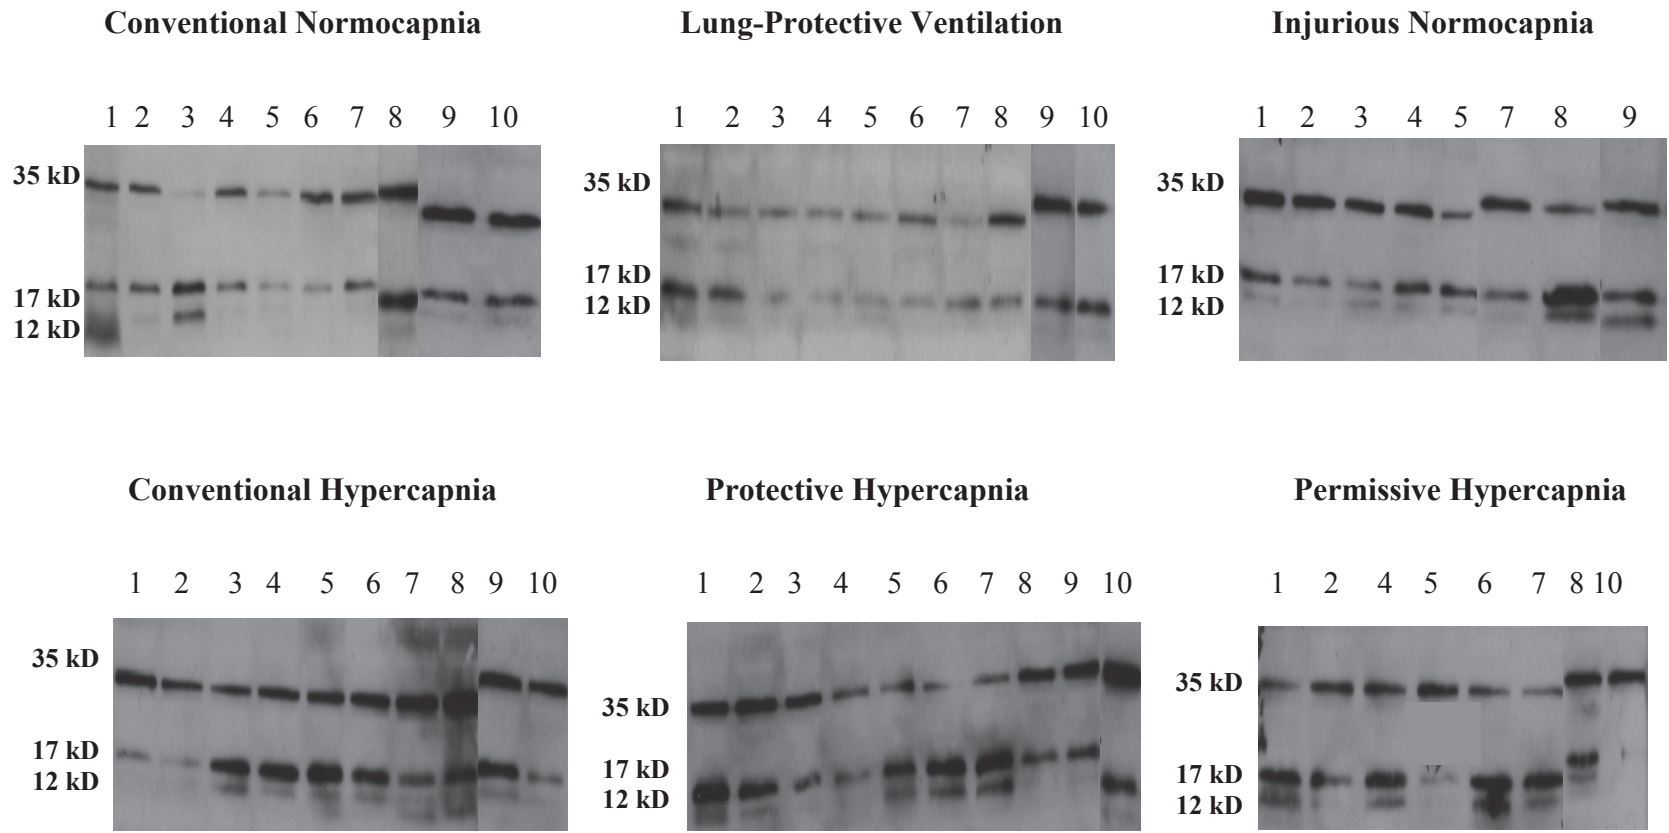 Conventional Normocapnia
1 2 3 4 5 6 7 8 9 10
35 kD
17 kD
12 kD
Lung-Protective Ventilation
1 2 3 4 5 6 7 8 9 10
35 kD
17 kD
12 kD
Injurious Normocapnia
1 2 3 4 5 7 8 9
35 kD
17 kD
12 kD
Conventional Hypercapnia
1 2 3 4 5 6 7 8 9 10
35 kD
17 kD
12 kD
Protective Hypercapnia
1 2 3 4 5 6 7 8 9 10
35 kD
17 kD
12 kD
Permissive Hypercapnia
1 2 4 5 6 7 8 10
35 kD
17 kD
12 kD